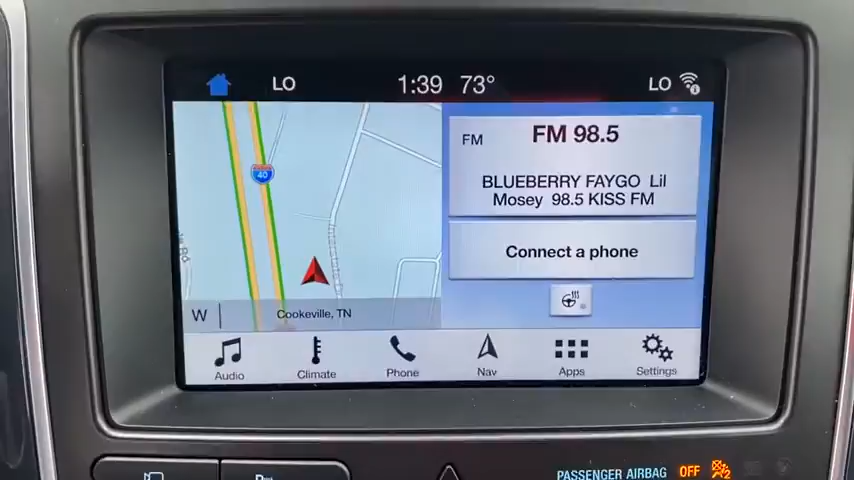 LO 1:39 73° LO
40
FM FM 98.5
BLUEBERRY FAYGO Lil
Mosey 98.5 KISS FM
Connect a phone
W Cookeville, TN
Audio Climate Phone Nav Apps Settings
PASSENGER AIRBAG OFF 2